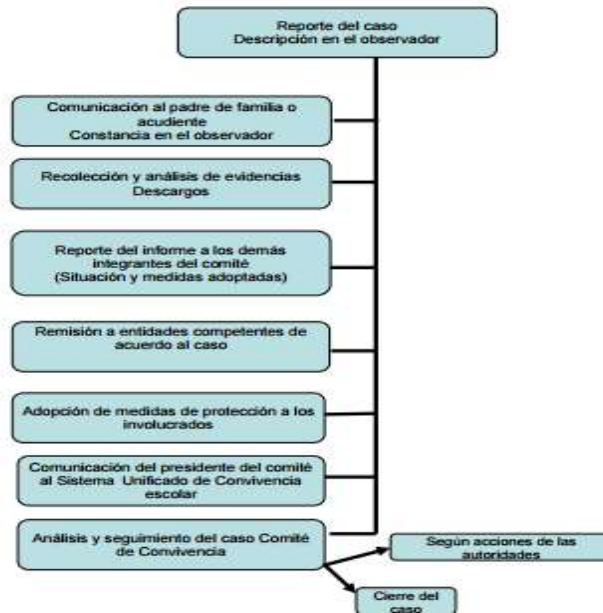 Reporte del caso
Descripción en el observador
Comunicación al padre de familia o
acudiente
Constancia en el observador
Recolección y análisis de evidencias
Descargos
Reporte del informe a los demás
integrantes del comité
(Situación y medidas adoptadas)
Remisión a entidades competentes de
acuerdo al caso
Adopción de medidas de protección a los
involucrados
Comunicación del presidente del comité
al Sistema Unificado de Convivencia
escolar
Análisis y seguimiento del caso Comité
de Convivencia
Según acciones de las
autoridades
Cierre del
caso